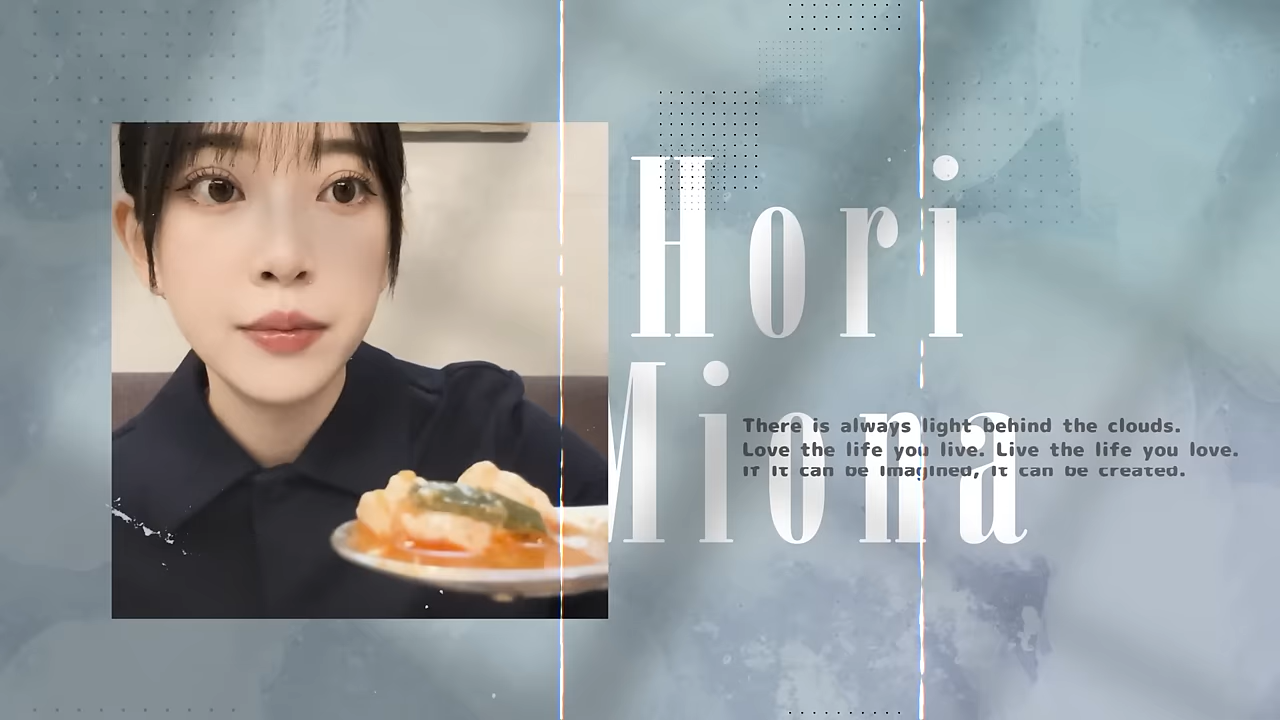 Hori
Miona
There is always light behind the clouds.
Love the life you live. Live the life you love.
If it can be imagined, it can be created.